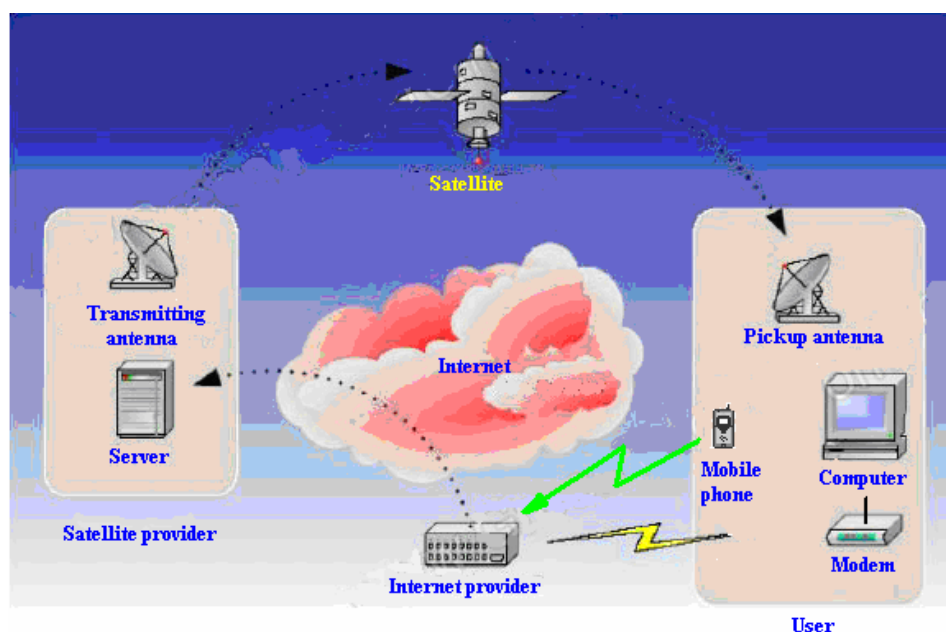 Satellite
Transmitting
antenna
Pickup antenna
Internet
Server
Mobile
phone
Computer
Satellite provider
Internet provider
Modem
User